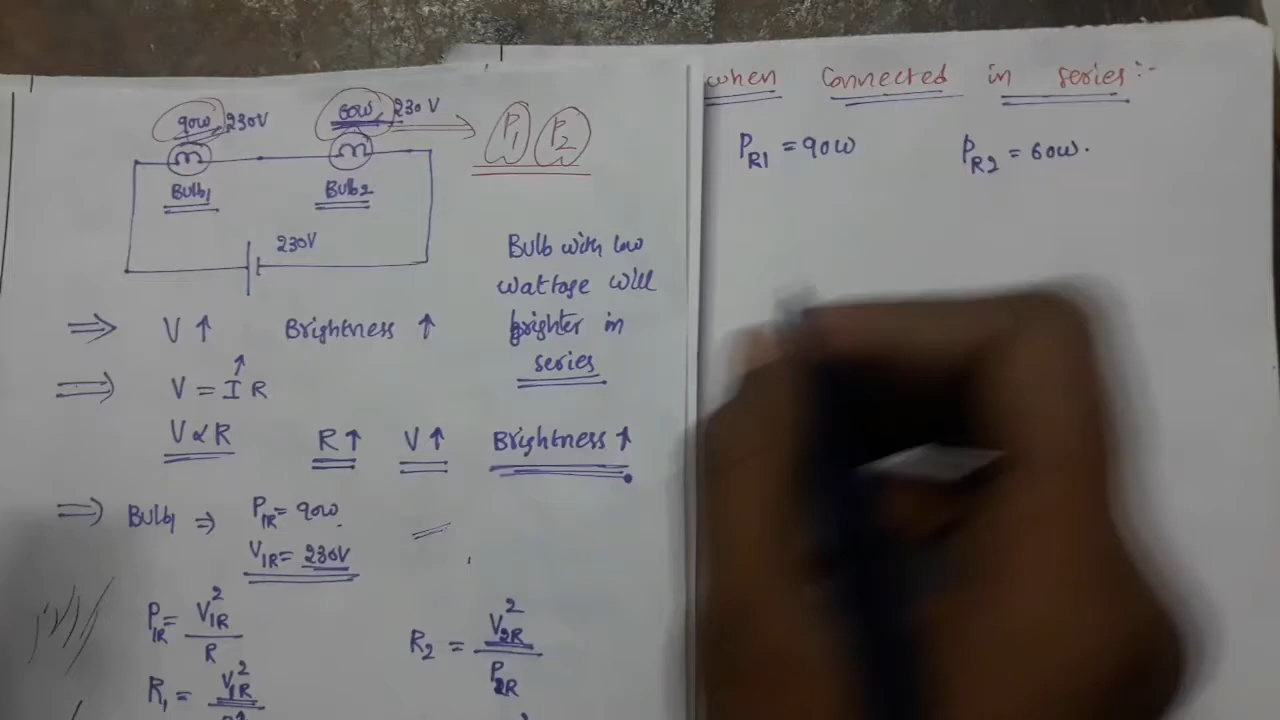 90W, 230V
60W, 230V
P1 P2
Bulb1
Bulb2
230V
Bulb with low
wattage will
brighter in
series
⇒ V ↑ Brightness ↑
⇒ V = I↑ R
V ∝ R R↑ V↑ Brightness ↑
⇒ Bulb1 ⇒ P1R = 90W
V1R = 230V
P1R = V1R² / R
R1 = V1R²
R2 = V2R² / P2R
when connected in series:-
PR1 = 90W PR2 = 60W.